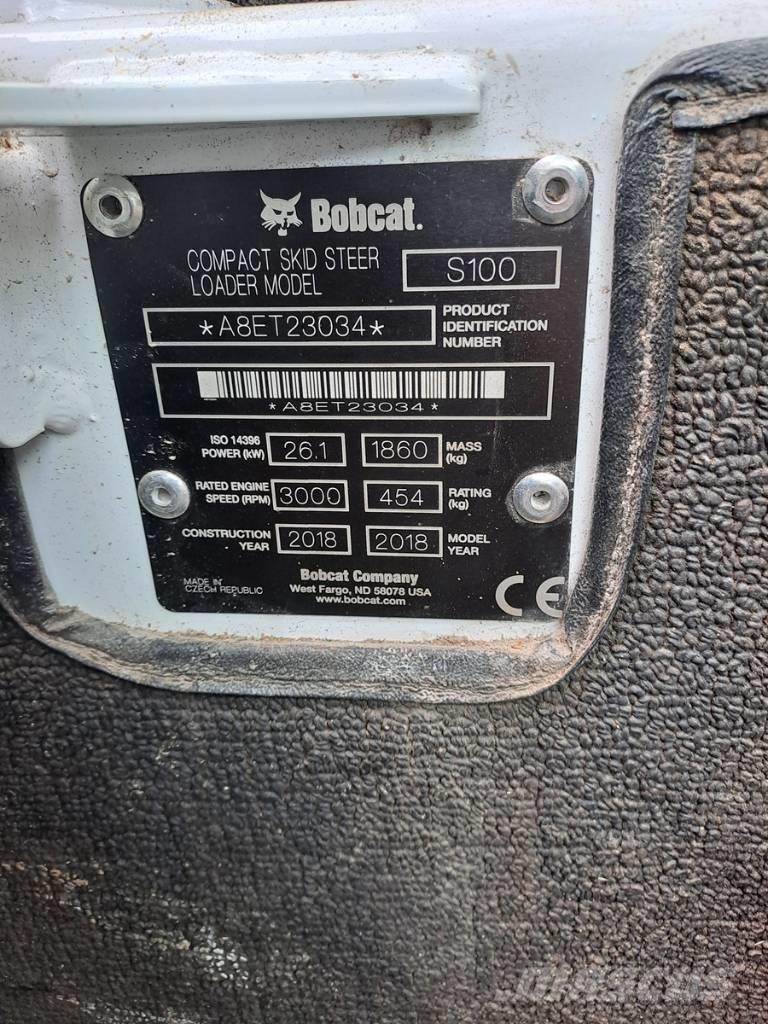 Bobcat.
COMPACT SKID STEER
LOADER MODEL
S100
*A8ET23034*
PRODUCT
IDENTIFICATION
NUMBER
*A8ET23034*
ISO 14396
POWER (kW)
26.1
1860
MASS
(kg)
RATED ENGINE
SPEED (RPM)
3000
454
RATING
(kg)
CONSTRUCTION
YEAR
2018
2018
MODEL
YEAR
MADE IN
CZECH REPUBLIC
Bobcat Company
West Fargo, ND 58078 USA
www.bobcat.com
CE